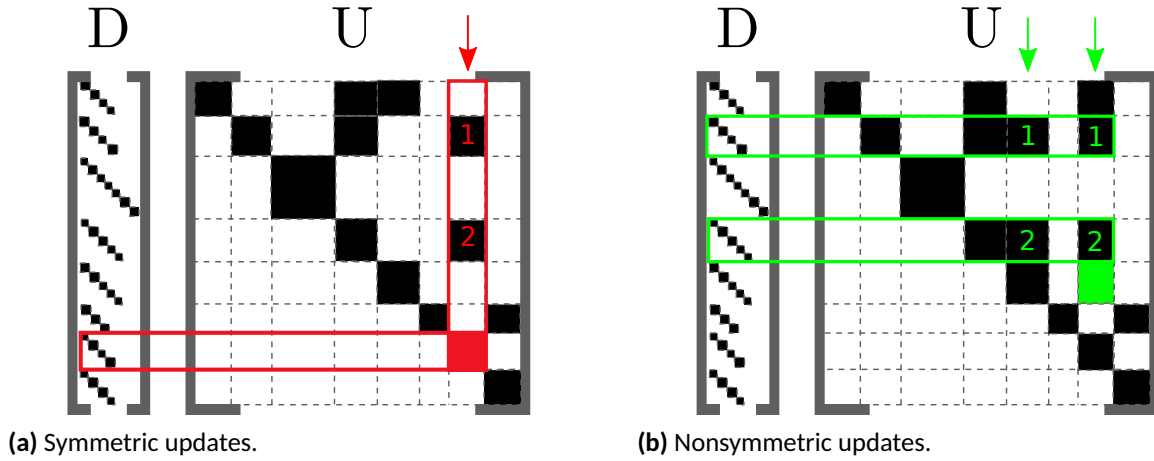 D U D U
1 1 1
2 2 2
(a) Symmetric updates. (b) Nonsymmetric updates.